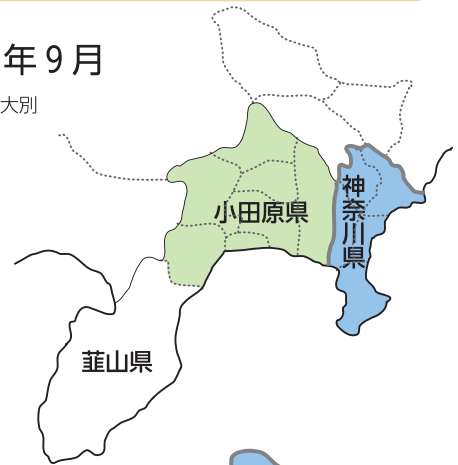 年9月
大別
小田原県
神奈川県
韮山県